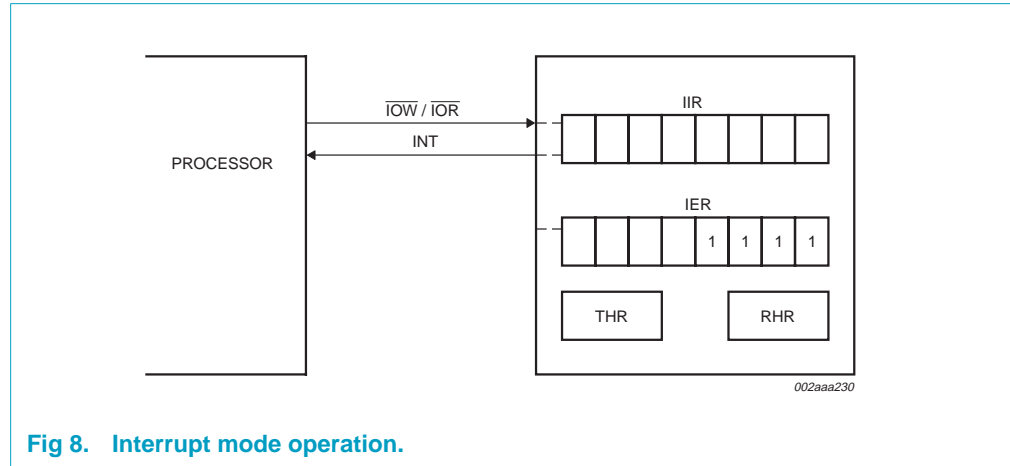 IIR
IOW / IOR
INT
PROCESSOR
IER
1 1 1 1
THR RHR
002aaa230
Fig 8. Interrupt mode operation.